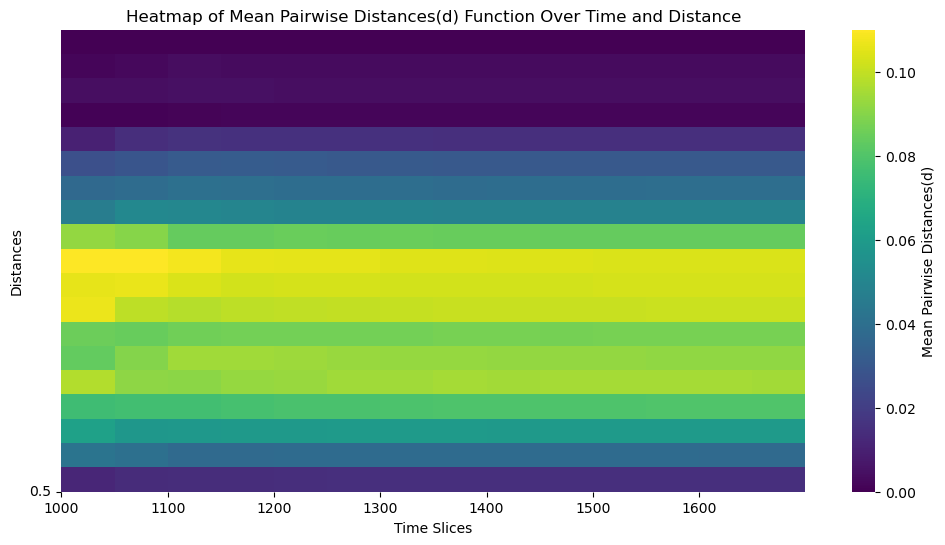 Heatmap of Mean Pairwise Distances(d) Function Over Time and Distance
Distances
0.5
1000 1100 1200 1300 1400 1500 1600
Time Slices
0.10
0.08
0.06
0.04
0.02
0.00
Mean Pairwise Distances(d)